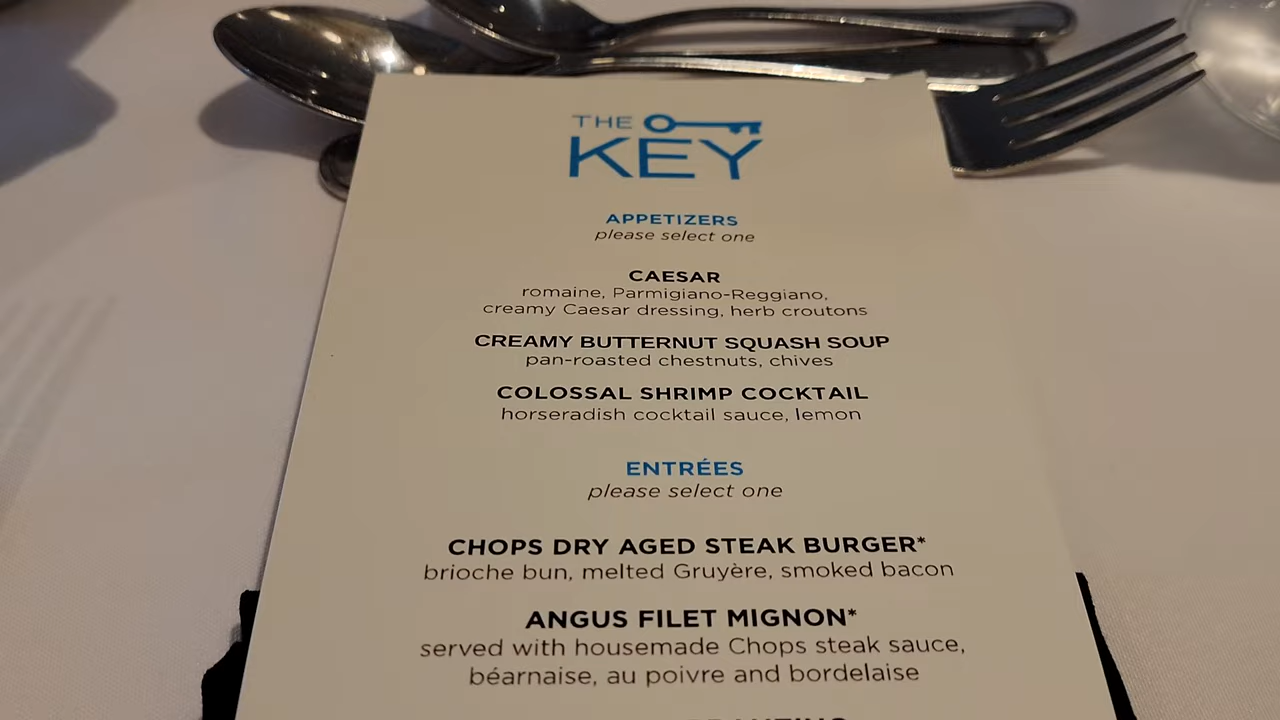 THE
KEY
APPETIZERS
please select one
CAESAR
romaine, Parmigiano-Reggiano,
creamy Caesar dressing, herb croutons
CREAMY BUTTERNUT SQUASH SOUP
pan-roasted chestnuts, chives
COLOSSAL SHRIMP COCKTAIL
horseradish cocktail sauce, lemon
ENTRÉES
please select one
CHOPS DRY AGED STEAK BURGER*
brioche bun, melted Gruyère, smoked bacon
ANGUS FILET MIGNON*
served with housemade Chops steak sauce,
béarnaise, au poivre and bordelaise